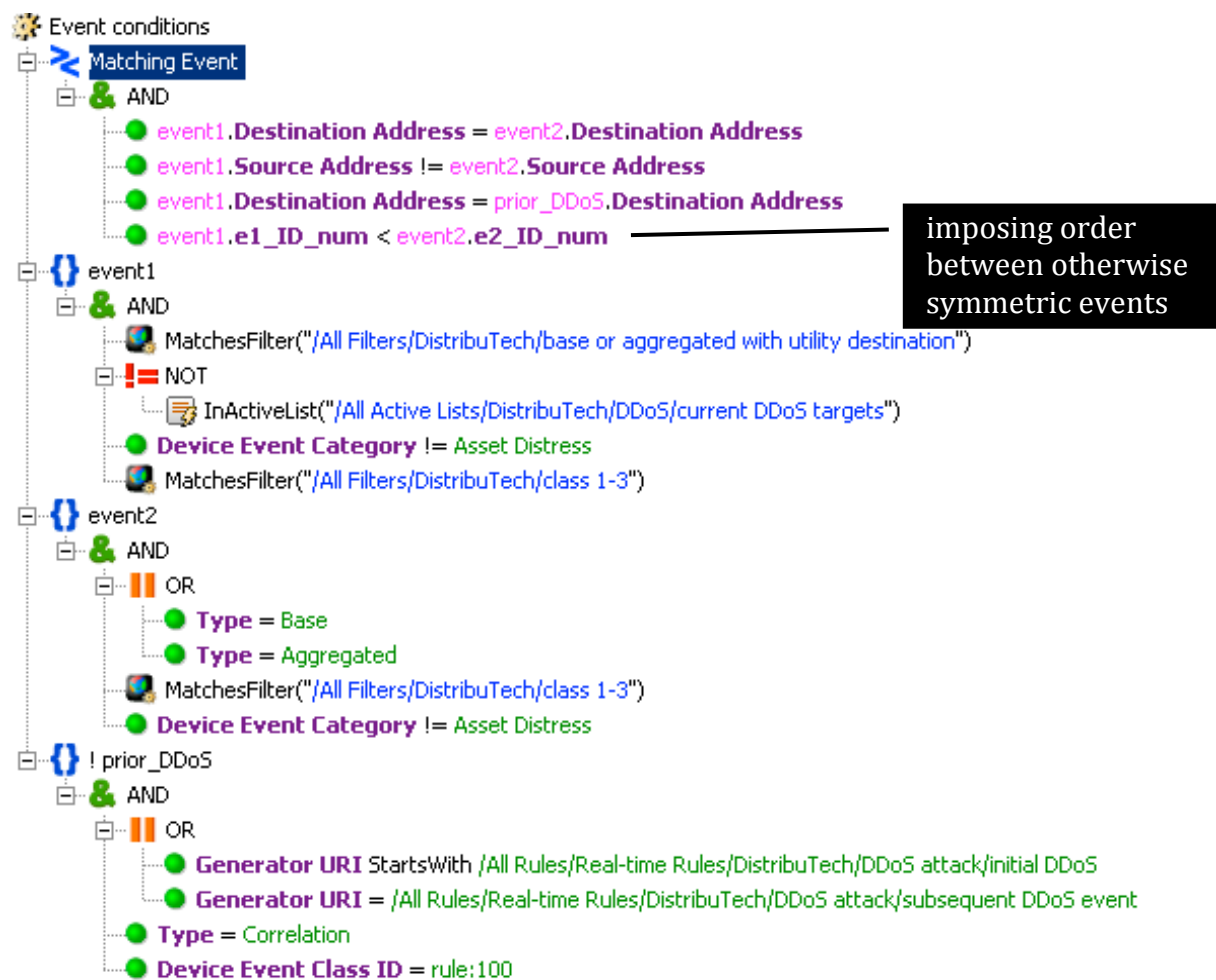 Event conditions
Matching Event
AND
event1.Destination Address = event2.Destination Address
event1.Source Address != event2.Source Address
event1.Destination Address = prior_DDoS.Destination Address
event1.e1_ID_num < event2.e2_ID_num
imposing order
between otherwise
symmetric events
event1
AND
MatchesFilter("/All Filters/DistribuTech/base or aggregated with utility destination")
!= NOT
InActiveList("/All Active Lists/DistribuTech/DDoS/current DDoS targets")
Device Event Category != Asset Distress
MatchesFilter("/All Filters/DistribuTech/class 1-3")
event2
AND
OR
Type = Base
Type = Aggregated
MatchesFilter("/All Filters/DistribuTech/class 1-3")
Device Event Category != Asset Distress
! prior_DDoS
AND
OR
Generator URI StartsWith /All Rules/Real-time Rules/DistribuTech/DDoS attack/initial DDoS
Generator URI = /All Rules/Real-time Rules/DistribuTech/DDoS attack/subsequent DDoS event
Type = Correlation
Device Event Class ID = rule:100